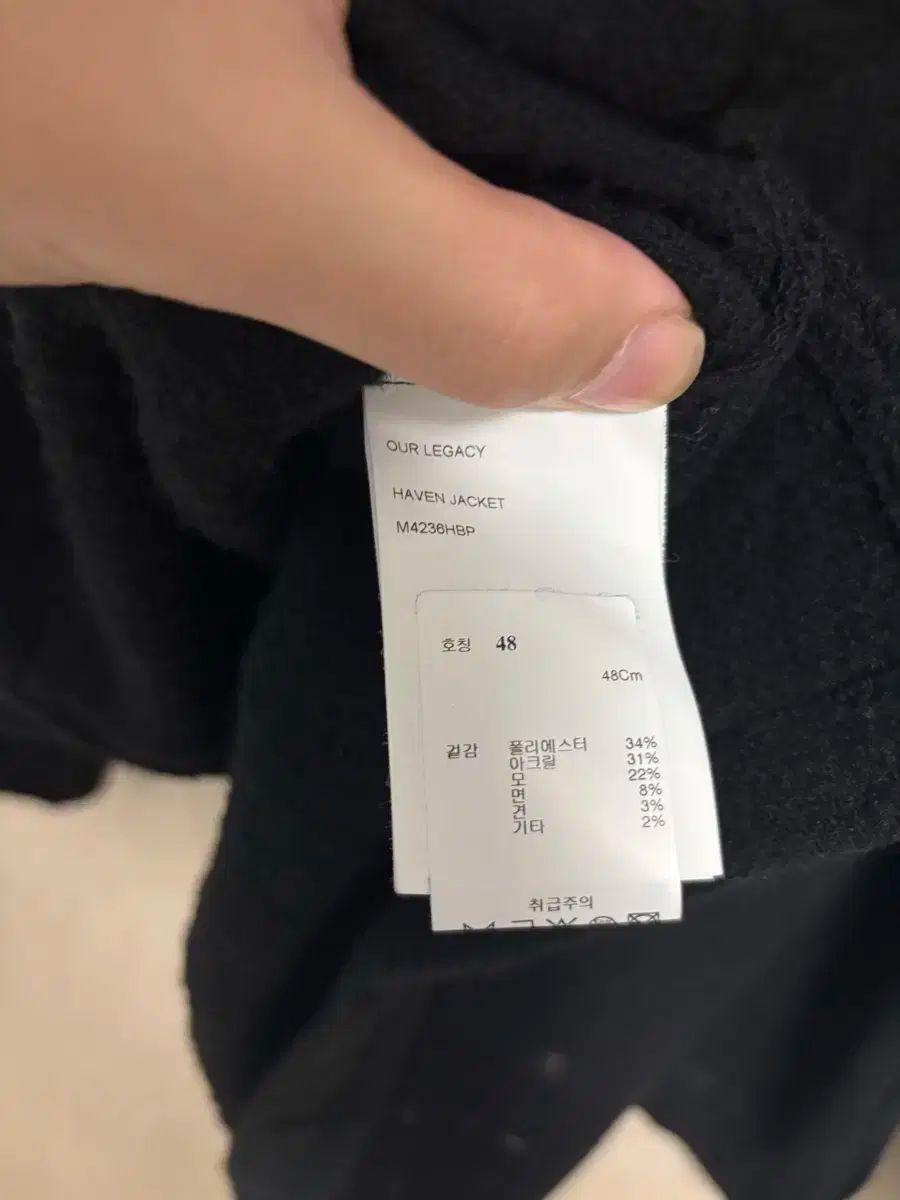 OUR LEGACY
HAVEN JACKET
M4236HBP
호칭 48
48Cm
겉감 폴리에스터 34%
아크릴 31%
모 22%
면 8%
견 3%
기타 2%
취급주의